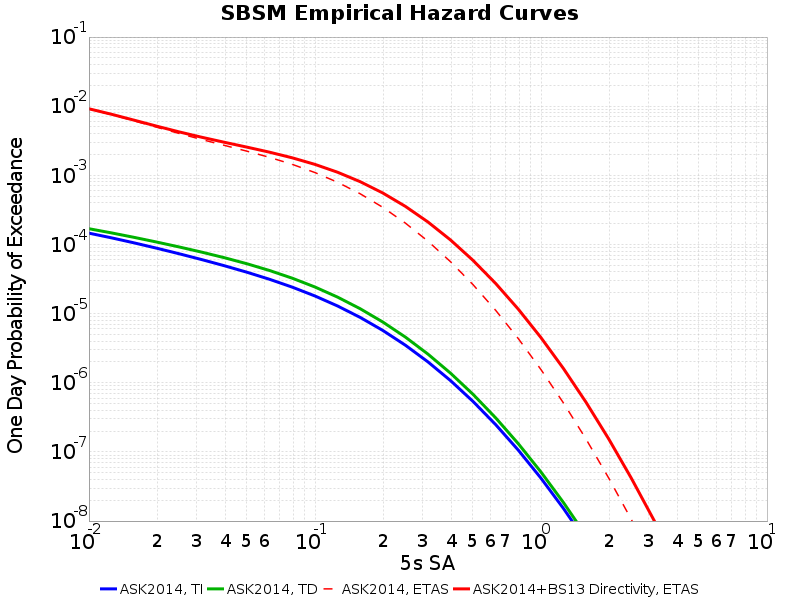 SBSM Empirical Hazard Curves
One Day Probability of Exceedance
10-1
10-2
10-3
10-4
10-5
10-6
10-7
10-8
10-2 2 3 4 5 6 10-1 2 3 4 5 6 7 100 2 3 4 5 6 7 101
5s SA
ASK2014, TI ASK2014, TD ASK2014, ETAS ASK2014+BS13 Directivity, ETAS